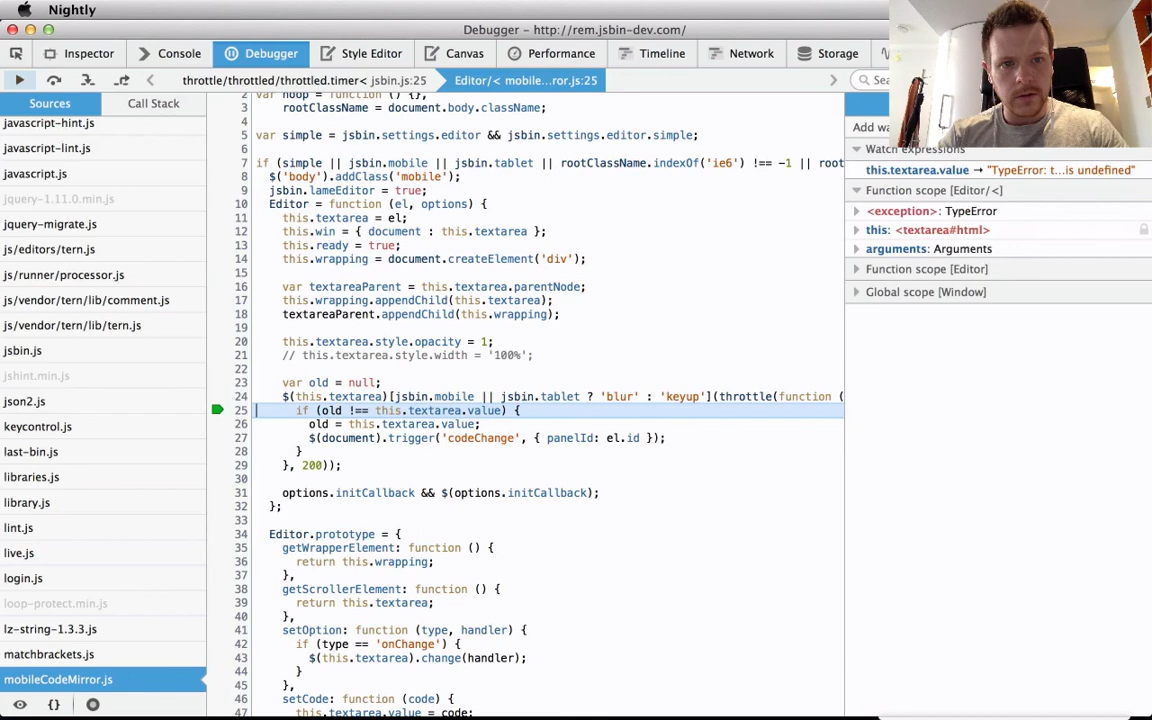 Nightly
Debugger - http://rem.jsbin-dev.com/
Inspector Console Debugger Style Editor Canvas Performance Timeline Network Storage
throttle/throttled/throttled.timer< jsbin.js:25 Editor/< mobile...ror.js:25
Sources Call Stack
javascript-hint.js
javascript-lint.js
javascript.js
jquery-1.11.0.min.js
jquery-migrate.js
js/editors/tern.js
js/runner/processor.js
js/vendor/tern/lib/comment.js
js/vendor/tern/lib/tern.js
jsbin.js
jshint.min.js
json2.js
keycontrol.js
last-bin.js
libraries.js
library.js
lint.js
live.js
login.js
loop-protect.min.js
lz-string-1.3.3.js
matchbrackets.js
mobileCodeMirror.js
2 var noop = function () {},
3 rootClassName = document.body.className;
4
5 var simple = jsbin.settings.editor && jsbin.settings.editor.simple;
6
7 if (simple || jsbin.mobile || jsbin.tablet || rootClassName.indexOf('ie6') !== -1 || root
8 $('body').addClass('mobile');
9 jsbin.lameEditor = true;
10 Editor = function (el, options) {
11 this.textarea = el;
12 this.win = { document : this.textarea };
13 this.ready = true;
14 this.wrapping = document.createElement('div');
15
16 var textareaParent = this.textarea.parentNode;
17 this.wrapping.appendChild(this.textarea);
18 textareaParent.appendChild(this.wrapping);
19
20 this.textarea.style.opacity = 1;
21 // this.textarea.style.width = '100%';
22
23 var old = null;
24 $(this.textarea)[jsbin.mobile || jsbin.tablet ? 'blur' : 'keyup'](throttle(function (
25 if (old !== this.textarea.value) {
26 old = this.textarea.value;
27 $(document).trigger('codeChange', { panelId: el.id });
28 }
29 }, 200));
30
31 options.initCallback && $(options.initCallback);
32 };
33
34 Editor.prototype = {
35 getWrapperElement: function () {
36 return this.wrapping;
37 },
38 getScrollerElement: function () {
39 return this.textarea;
40 },
41 setOption: function (type, handler) {
42 if (type == 'onChange') {
43 $(this.textarea).change(handler);
44 }
45 },
46 setCode: function (code) {
47 this.textarea.value = code;
Sea
Add wa
Watch expressions
this.textarea.value → "TypeError: t...is undefined"
Function scope [Editor/<]
<exception>: TypeError
this: <textarea#html>
arguments: Arguments
Function scope [Editor]
Global scope [Window]